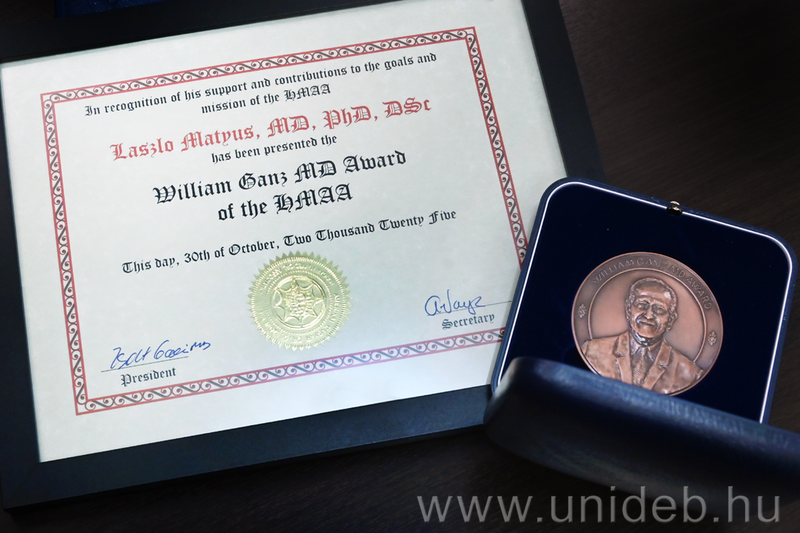 In recognition of his support and contributions to the goals and
mission of the HMAA
Laszlo Matyus, MD, PhD, DSc
has been presented the
William Ganz MD Award
of the HMAA
This day, 30th of October, Two Thousand Twenty Five
Secretary
President
WILLIAM GANZ MD AWARD
www.unideb.hu